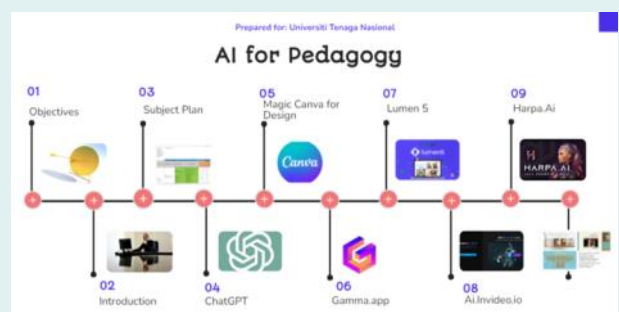 Prepared for: Universiti Tenaga Nasional
AI for Pedagogy
01
Objectives
03
Subject Plan
05
Magic Canva for
Design
07
Lumen 5
09
Harpa.Ai
Canva
lumen5
HARPA.AI
02
Introduction
04
ChatGPT
06
Gamma.app
08
Ai.Invideo.io